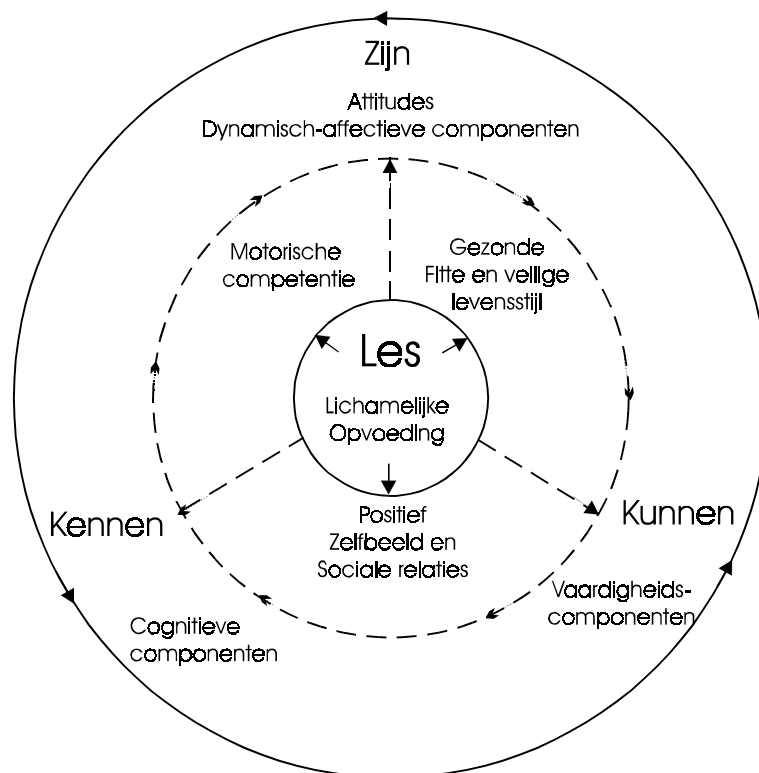 Zijn
Attitudes
Dynamisch-affectieve componenten
Motorische
competentie
Gezonde
Fitte en veilige
levensstijl
Les
Lichamelijke
Opvoeding
Kennen
Positief
Zelfbeeld en
Sociale relaties
Kunnen
Cognitieve
componenten
Vaardigheids-
componenten